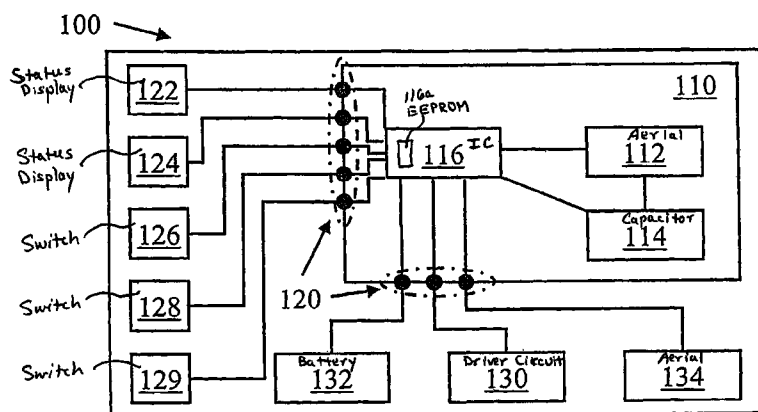 100
Status
Display
122
116a
EEPROM
110
Status
Display
124
116 IC
Aerial
112
Switch
126
Capacitor
114
Switch
128
120
Switch
129
Battery
132
Driver Circuit
130
Aerial
134